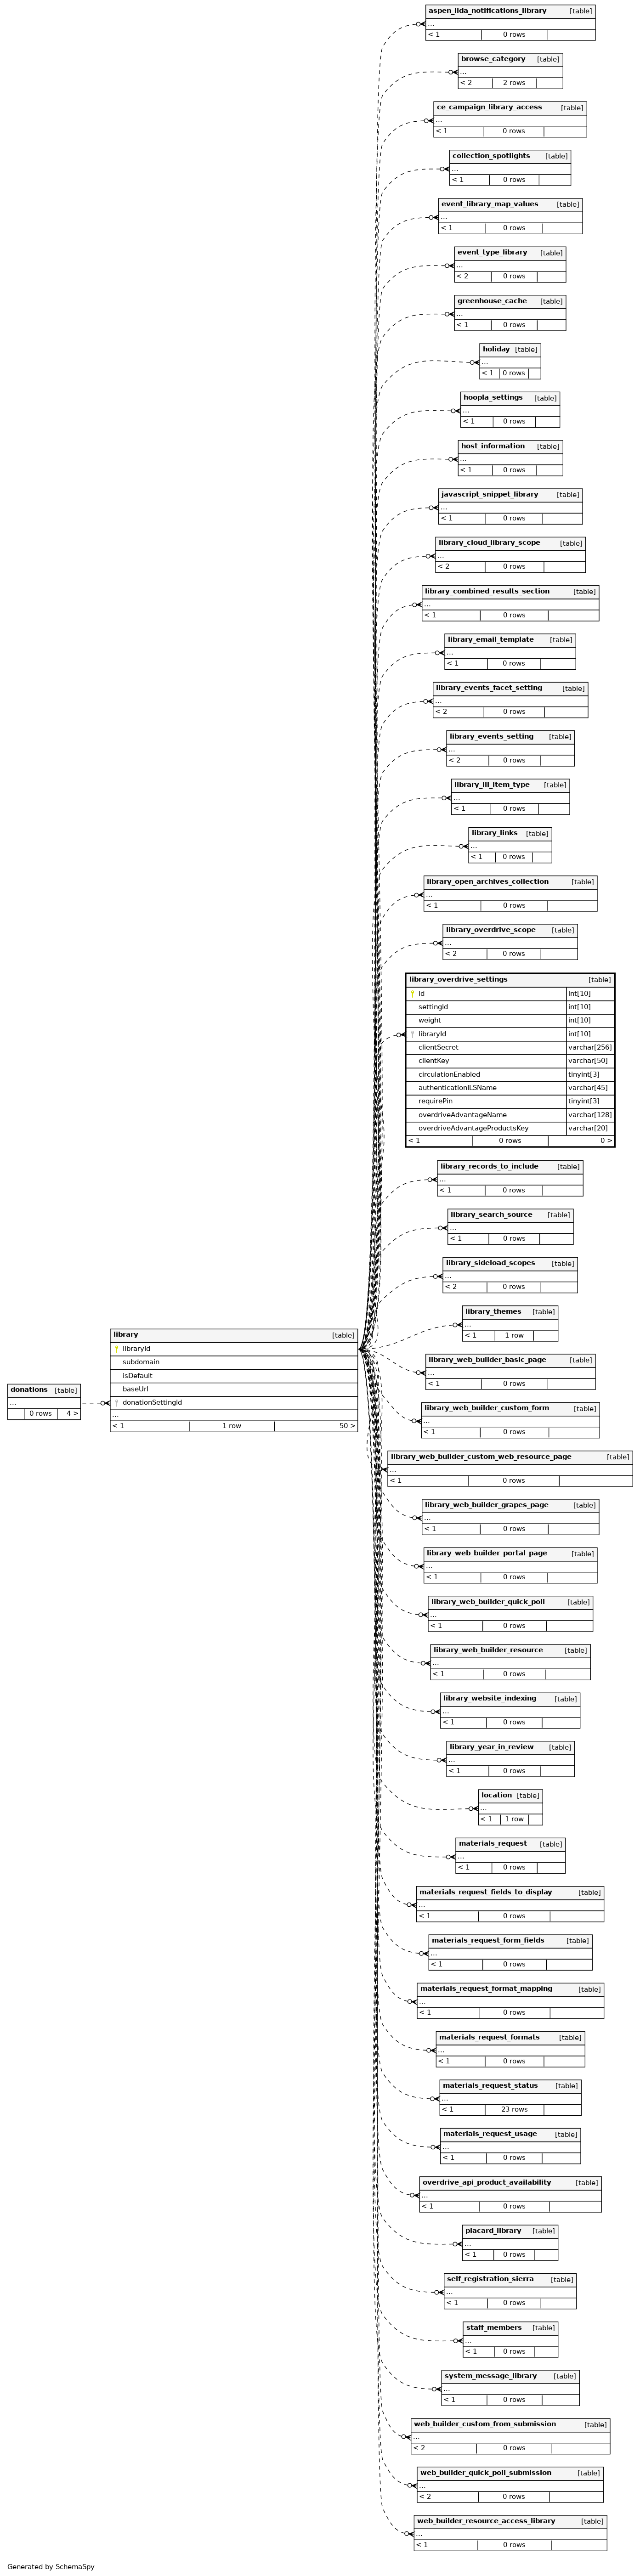 aspen_lida_notifications_library [table]
...
< 1 0 rows
browse_category [table]
...
< 2 2 rows
ce_campaign_library_access [table]
...
< 1 0 rows
collection_spotlights [table]
...
< 1 0 rows
event_library_map_values [table]
...
< 1 0 rows
event_type_library [table]
...
< 2 0 rows
greenhouse_cache [table]
...
< 1 0 rows
holiday [table]
...
< 1 0 rows
hoopla_settings [table]
...
< 1 0 rows
host_information [table]
...
< 1 0 rows
javascript_snippet_library [table]
...
< 1 0 rows
library_cloud_library_scope [table]
...
< 2 0 rows
library_combined_results_section [table]
...
< 1 0 rows
library_email_template [table]
...
< 1 0 rows
library_events_facet_setting [table]
...
< 2 0 rows
library_events_setting [table]
...
< 2 0 rows
library_ill_item_type [table]
...
< 1 0 rows
library_links [table]
...
< 1 0 rows
library_open_archives_collection [table]
...
< 1 0 rows
library_overdrive_scope [table]
...
< 2 0 rows
library_overdrive_settings [table]
id int[10]
settingId int[10]
weight int[10]
libraryId int[10]
clientSecret varchar[256]
clientKey varchar[50]
circulationEnabled tinyint[3]
authenticationILSName varchar[45]
requirePin tinyint[3]
overdriveAdvantageName varchar[128]
overdriveAdvantageProductsKey varchar[20]
< 1 0 rows 0 >
library_records_to_include [table]
...
< 1 0 rows
library_search_source [table]
...
< 1 0 rows
library_sideload_scopes [table]
...
< 2 0 rows
library_themes [table]
...
< 1 1 row
library [table]
libraryId
subdomain
isDefault
baseUrl
donationSettingId
...
< 1 1 row 50 >
donations [table]
...
0 rows 4 >
library_web_builder_basic_page [table]
...
< 1 0 rows
library_web_builder_custom_form [table]
...
< 1 0 rows
library_web_builder_custom_web_resource_page [table]
...
< 1 0 rows
library_web_builder_grapes_page [table]
...
< 1 0 rows
library_web_builder_portal_page [table]
...
< 1 0 rows
library_web_builder_quick_poll [table]
...
< 1 0 rows
library_web_builder_resource [table]
...
< 1 0 rows
library_website_indexing [table]
...
< 1 0 rows
library_year_in_review [table]
...
< 1 0 rows
location [table]
...
< 1 1 row
materials_request [table]
...
< 1 0 rows
materials_request_fields_to_display [table]
...
< 1 0 rows
materials_request_form_fields [table]
...
< 1 0 rows
materials_request_format_mapping [table]
...
< 1 0 rows
materials_request_formats [table]
...
< 1 0 rows
materials_request_status [table]
...
< 1 23 rows
materials_request_usage [table]
...
< 1 0 rows
overdrive_api_product_availability [table]
...
< 1 0 rows
placard_library [table]
...
< 1 0 rows
self_registration_sierra [table]
...
< 1 0 rows
staff_members [table]
...
< 1 0 rows
system_message_library [table]
...
< 1 0 rows
web_builder_custom_from_submission [table]
...
< 2 0 rows
web_builder_quick_poll_submission [table]
...
< 2 0 rows
web_builder_resource_access_library [table]
...
< 1 0 rows
Generated by SchemaSpy